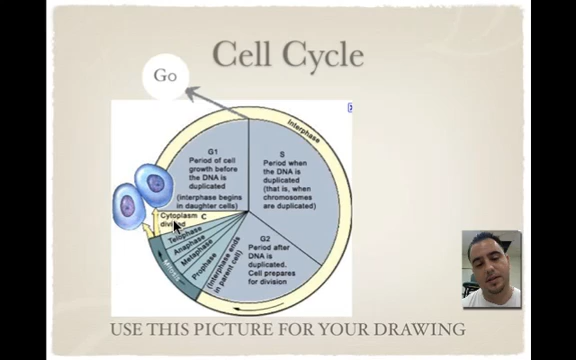 Cell Cycle
Go
Interphase
G1
Period of cell
growth before
the DNA is
duplicated
(interphase begins
in daughter cells)
S
Period when
the DNA is
duplicated
(that is, when
chromosomes
are duplicated)
Cytoplasm C
divided
Telophase
Anaphase
Metaphase
Prophase
(Interphase ends
in parent cell)
Mitosis
G2
Period after
DNA is
duplicated.
Cell prepares
for division
USE THIS PICTURE FOR YOUR DRAWING